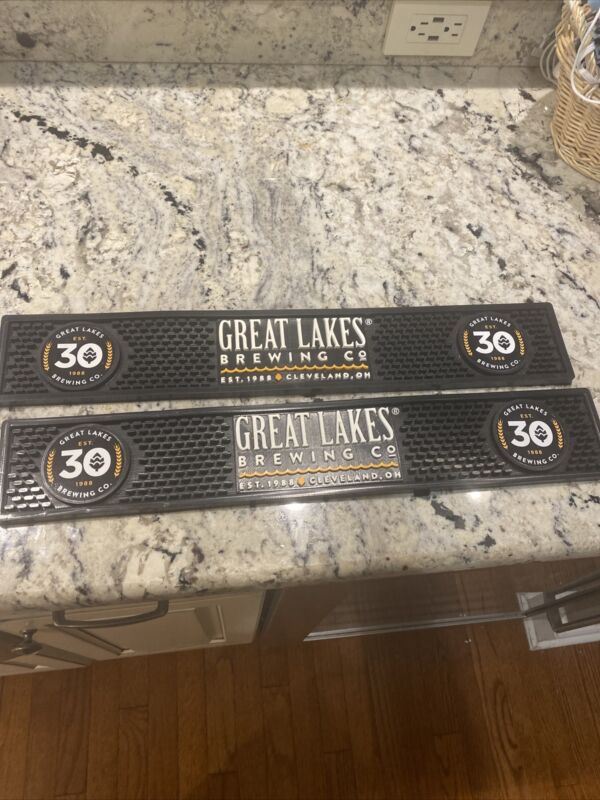 GREAT LAKES
EST.
30
1988
BREWING CO.
GREAT LAKES®
BREWING CO
EST. 1988 CLEVELAND, OH
GREAT LAKES
EST.
30
1988
BREWING CO.
GREAT LAKES
EST.
30
1988
BREWING CO.
GREAT LAKES®
BREWING CO
EST. 1988 CLEVELAND, OH
GREAT LAKES
EST.
30
1988
BREWING CO.